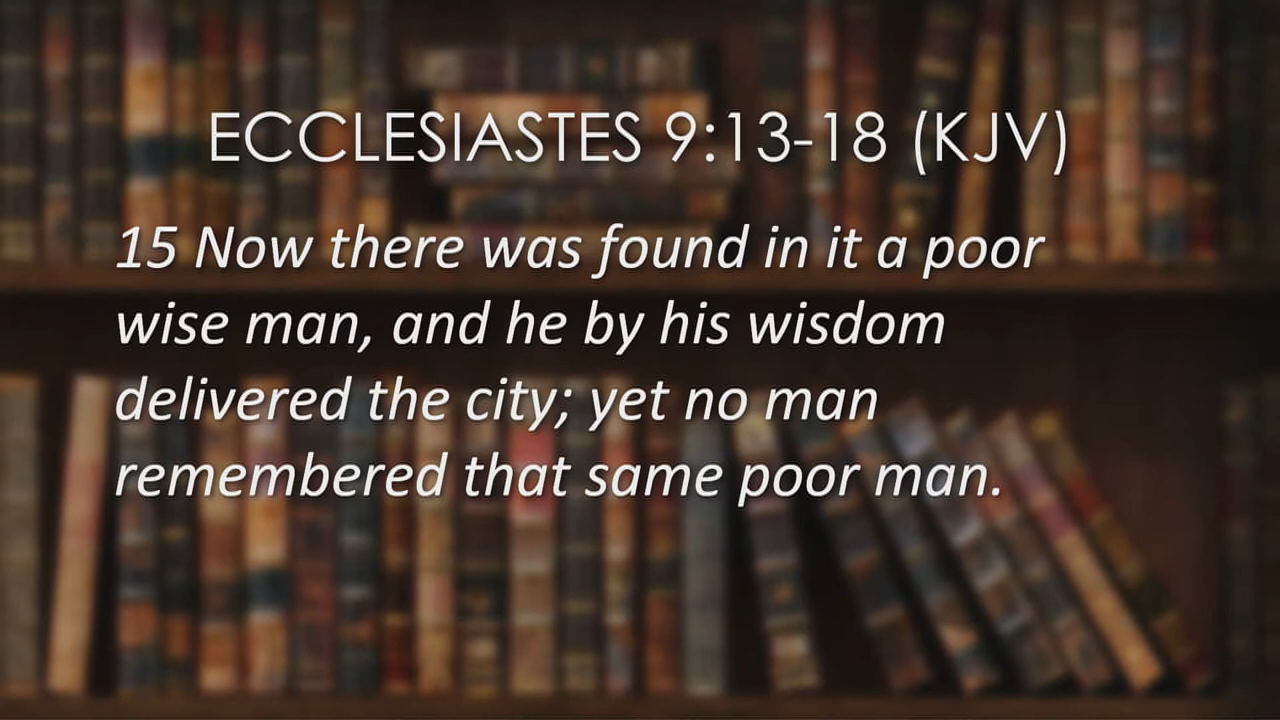 ECCLESIASTES 9:13-18 (KJV)
15 Now there was found in it a poor
wise man, and he by his wisdom
delivered the city; yet no man
remembered that same poor man.